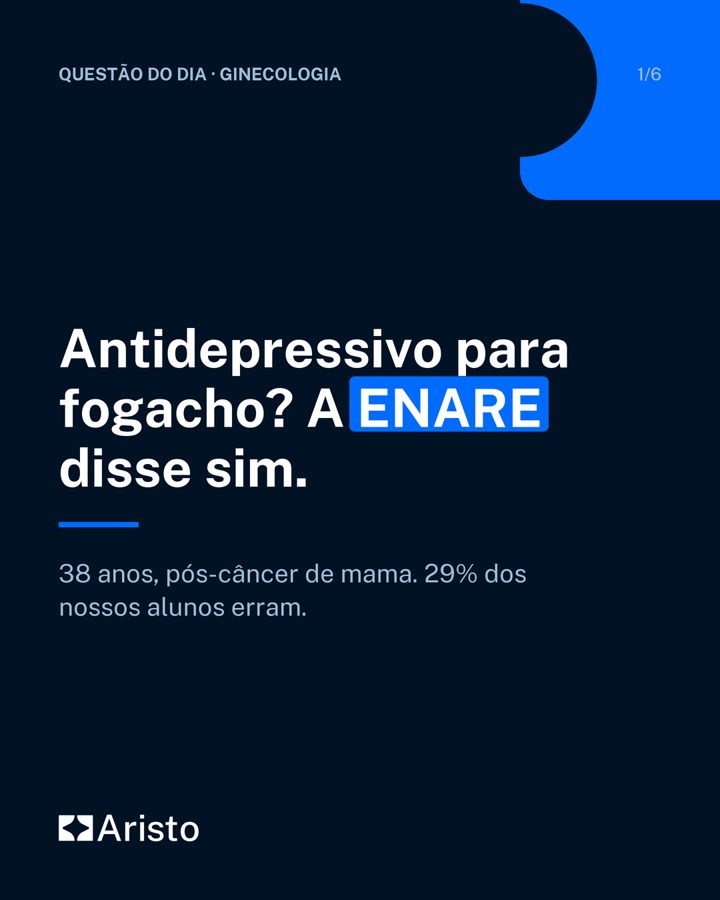 QUESTÃO DO DIA · GINECOLOGIA
1/6
Antidepressivo para
fogacho? A ENARE
disse sim.
38 anos, pós-câncer de mama. 29% dos
nossos alunos erram.
Aristo